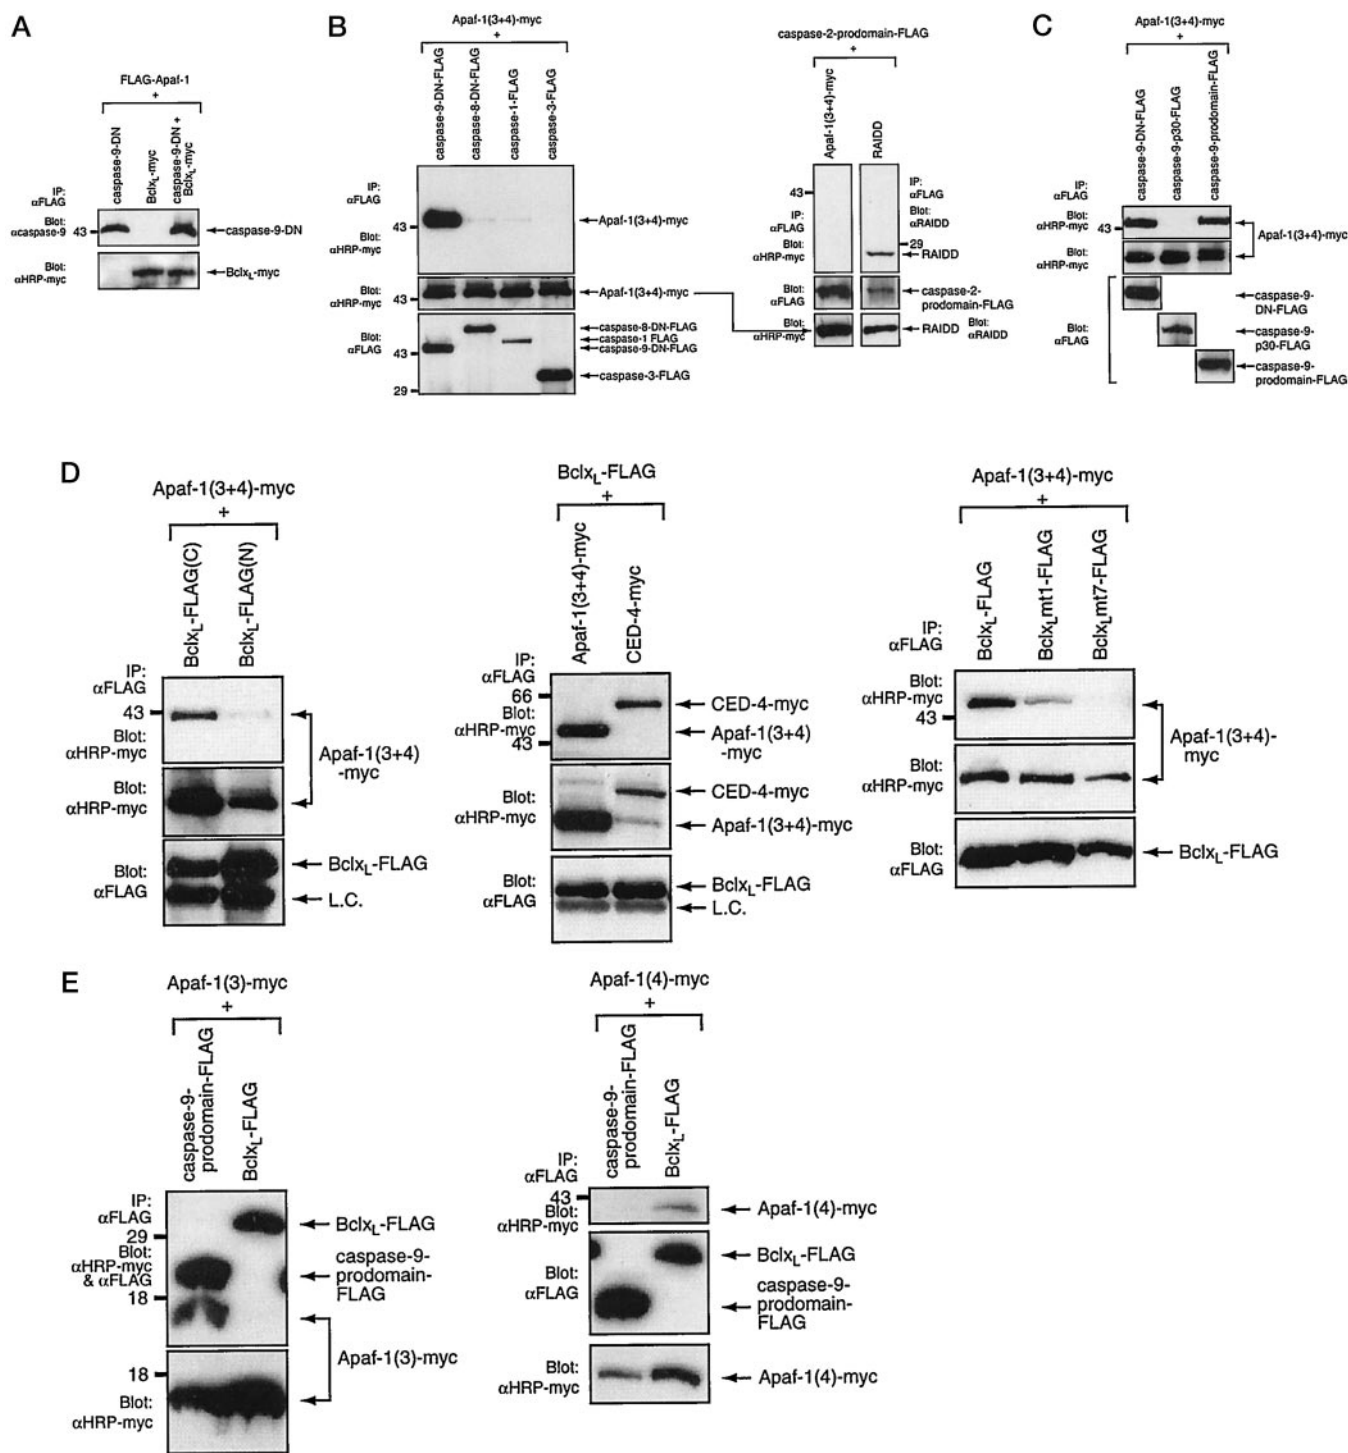 A
FLAG-Apaf-1
+
caspase-9-DN
BclxL-myc
caspase-9-DN +
BclxL-myc
IP:
αFLAG
Blot:
αcaspase-9
43
caspase-9-DN
Blot:
αHRP-myc
BclxL-myc
B
Apaf-1(3+4)-myc
+
caspase-9-DN-FLAG
caspase-8-DN-FLAG
caspase-1-FLAG
caspase-3-FLAG
IP:
αFLAG
43
Blot:
αHRP-myc
Apaf-1(3+4)-myc
Blot:
αHRP-myc
43
Apaf-1(3+4)-myc
Blot:
αFLAG
43
29
caspase-8-DN-FLAG
caspase-1 FLAG
caspase-9-DN-FLAG
caspase-3-FLAG
caspase-2-prodomain-FLAG
+
Apaf-1(3+4)-myc
RAIDD
43
IP:
αFLAG
Blot:
αHRP-myc
IP:
αFLAG
Blot:
αRAIDD
29
RAIDD
Blot:
αFLAG
caspase-2-
prodomain-FLAG
Blot:
αHRP-myc
RAIDD
Blot:
αRAIDD
C
Apaf-1(3+4)-myc
+
caspase-9-DN-FLAG
caspase-9-p30-FLAG
caspase-9-prodomain-FLAG
IP:
αFLAG
Blot:
αHRP-myc
43
Blot:
αHRP-myc
Apaf-1(3+4)-myc
Blot:
αFLAG
caspase-9-
DN-FLAG
caspase-9-
p30-FLAG
caspase-9-
prodomain-FLAG
D
Apaf-1(3+4)-myc
+
BclxL-FLAG(C)
BclxL-FLAG(N)
IP:
αFLAG
43
Blot:
αHRP-myc
Blot:
αHRP-myc
Apaf-1(3+4)
-myc
Blot:
αFLAG
BclxL-FLAG
L.C.
BclxL-FLAG
+
Apaf-1(3+4)-myc
CED-4-myc
IP:
αFLAG
66
Blot:
αHRP-myc
43
CED-4-myc
Apaf-1(3+4)
-myc
Blot:
αHRP-myc
CED-4-myc
Apaf-1(3+4)-myc
Blot:
αFLAG
BclxL-FLAG
L.C.
Apaf-1(3+4)-myc
+
BclxL-FLAG
BclxLmt1-FLAG
BclxLmt7-FLAG
IP:
αFLAG
Blot:
αHRP-myc
43
Blot:
αHRP-myc
Apaf-1(3+4)-
myc
Blot:
αFLAG
BclxL-FLAG
E
Apaf-1(3)-myc
+
caspase-9-
prodomain-FLAG
BclxL-FLAG
IP:
αFLAG
29
Blot:
αHRP-myc
& αFLAG
18
BclxL-FLAG
caspase-9-
prodomain-
FLAG
Apaf-1(3)-myc
18
Blot:
αHRP-myc
Apaf-1(4)-myc
+
caspase-9-
prodomain-FLAG
BclxL-FLAG
IP:
αFLAG
43
Blot:
αHRP-myc
Apaf-1(4)-myc
Blot:
αFLAG
BclxL-FLAG
caspase-9-
prodomain-
FLAG
Blot:
αHRP-myc
Apaf-1(4)-myc